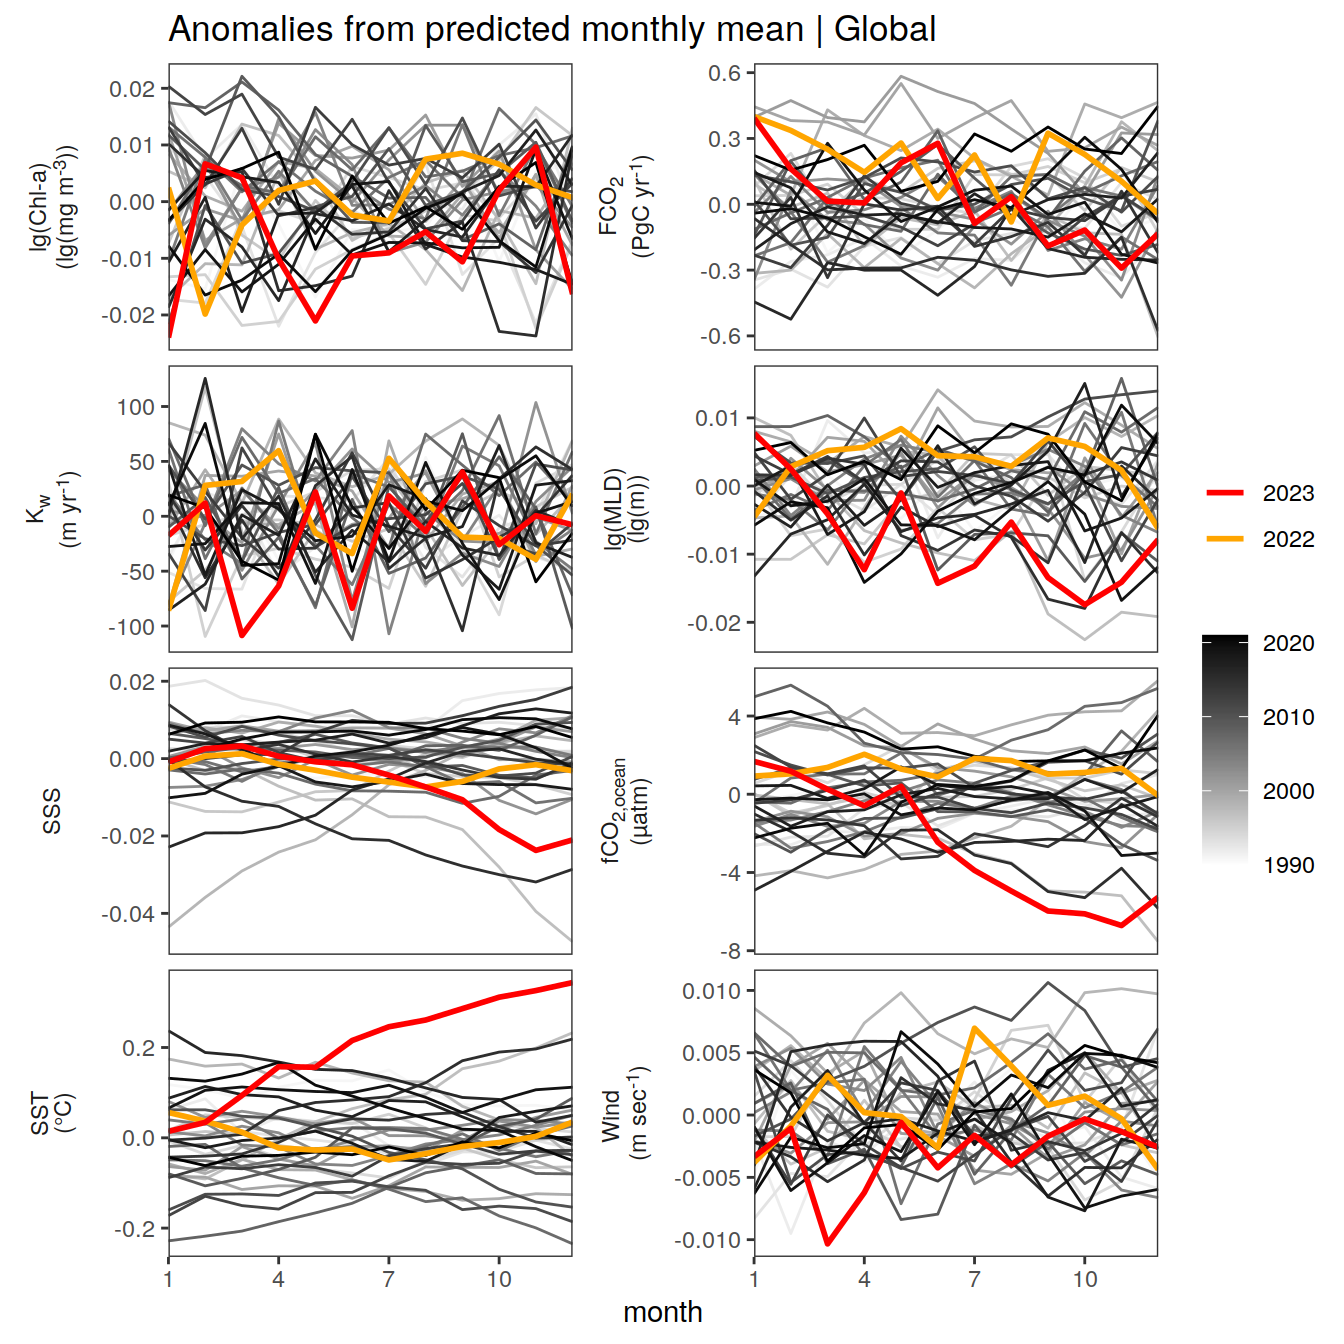 Anomalies from predicted monthly mean | Global
lg(Chl-a)
(lg(mg m⁻³))
0.02
0.01
0.00
-0.01
-0.02
FCO₂
(PgC yr⁻¹)
0.6
0.3
0.0
-0.3
-0.6
K_w
(m yr⁻¹)
100
50
0
-50
-100
lg(MLD)
(lg(m))
0.01
0.00
-0.01
-0.02
SSS
0.02
0.00
-0.02
-0.04
fCO₂,ocean
(µatm)
4
0
-4
-8
SST
(°C)
0.2
0.0
-0.2
1
4
7
10
Wind
(m sec⁻¹)
0.010
0.005
0.000
-0.005
-0.010
1
4
7
10
month
2023
2022
2020
2010
2000
1990